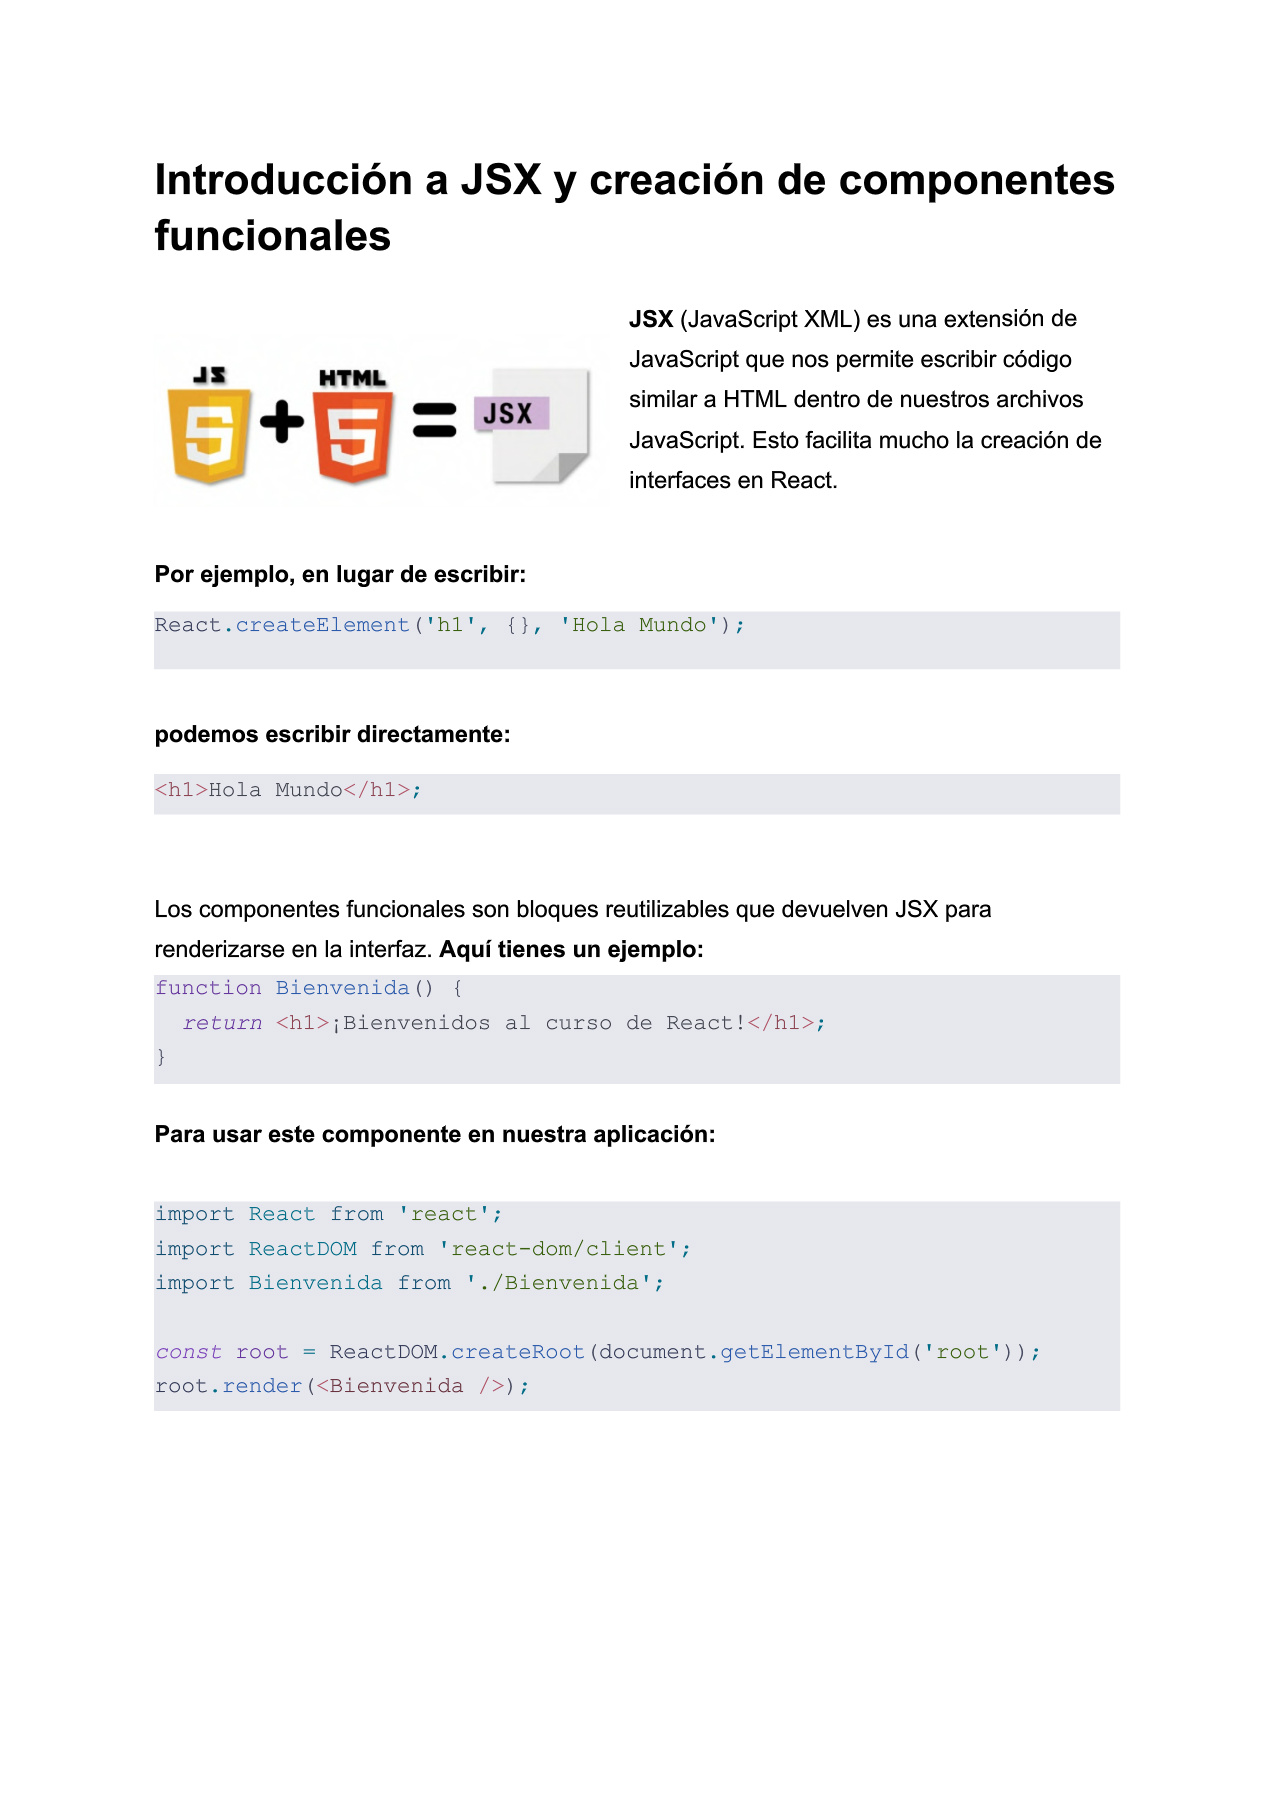 Introducción a JSX y creación de componentes
funcionales
JS
HTML
JSX
JSX (JavaScript XML) es una extensión de
JavaScript que nos permite escribir código
similar a HTML dentro de nuestros archivos
JavaScript. Esto facilita mucho la creación de
interfaces en React.
Por ejemplo, en lugar de escribir:
React.createElement('h1', {}, 'Hola Mundo');
podemos escribir directamente:
<h1>Hola Mundo</h1>;
Los componentes funcionales son bloques reutilizables que devuelven JSX para
renderizarse en la interfaz. Aquí tienes un ejemplo:
function Bienvenida() {
  return <h1>¡Bienvenidos al curso de React!</h1>;
}
Para usar este componente en nuestra aplicación:
import React from 'react';
import ReactDOM from 'react-dom/client';
import Bienvenida from './Bienvenida';
const root = ReactDOM.createRoot(document.getElementById('root'));
root.render(<Bienvenida />);